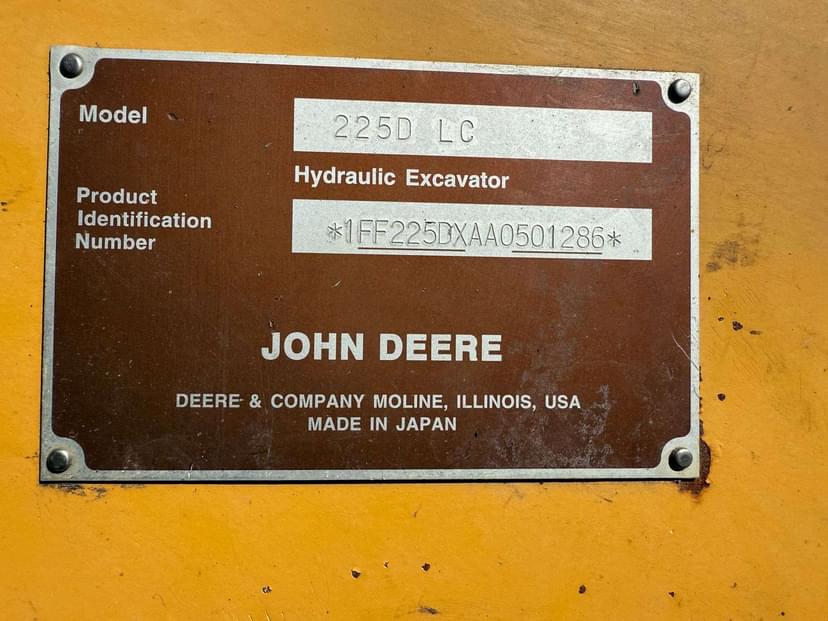 Model
225D LC
Hydraulic Excavator
Product
Identification
Number
*1FF225DXAA0501286*
JOHN DEERE
DEERE & COMPANY MOLINE, ILLINOIS, USA
MADE IN JAPAN